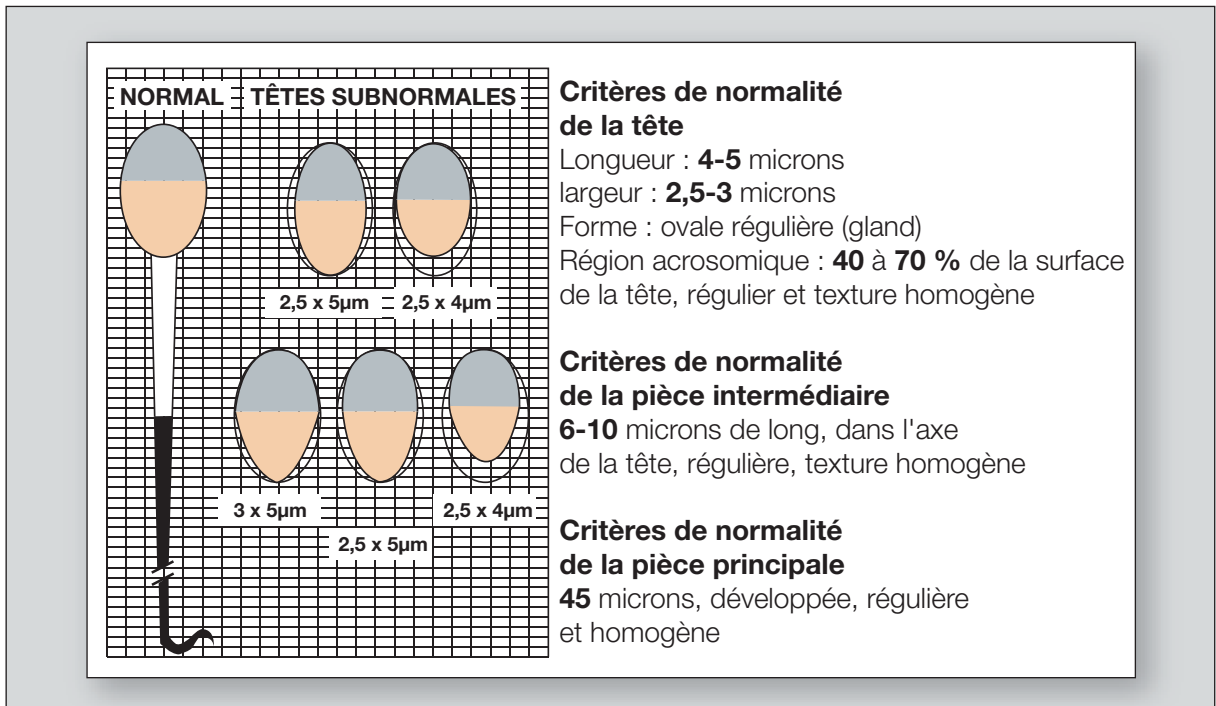 NORMAL
TÊTES SUBNORMALES
2,5 x 5µm
2,5 x 4µm
3 x 5µm
2,5 x 4µm
2,5 x 5µm
Critères de normalité
de la tête
Longueur : 4-5 microns
largeur : 2,5-3 microns
Forme : ovale régulière (gland)
Région acrosomique : 40 à 70 % de la surface
de la tête, régulier et texture homogène
Critères de normalité
de la pièce intermédiaire
6-10 microns de long, dans l'axe
de la tête, régulière, texture homogène
Critères de normalité
de la pièce principale
45 microns, développée, régulière
et homogène